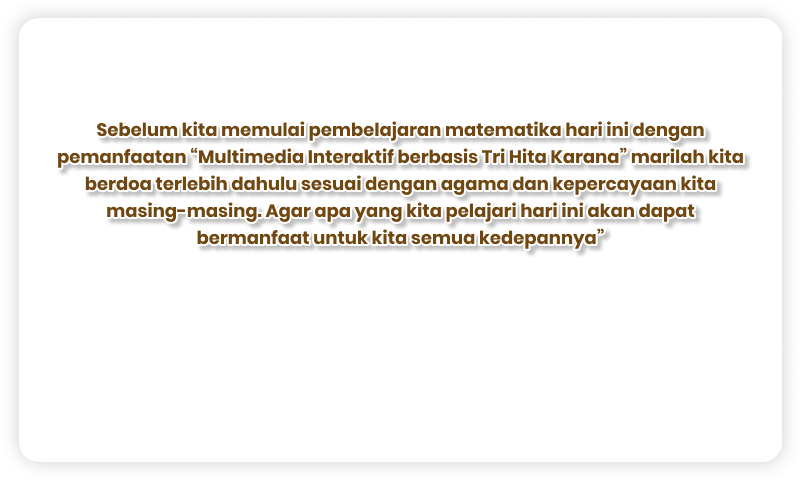 Sebelum kita memulai pembelajaran matematika hari ini dengan
pemanfaatan “Multimedia Interaktif berbasis Tri Hita Karana” marilah kita
berdoa terlebih dahulu sesuai dengan agama dan kepercayaan kita
masing-masing. Agar apa yang kita pelajari hari ini akan dapat
bermanfaat untuk kita semua kedepannya”